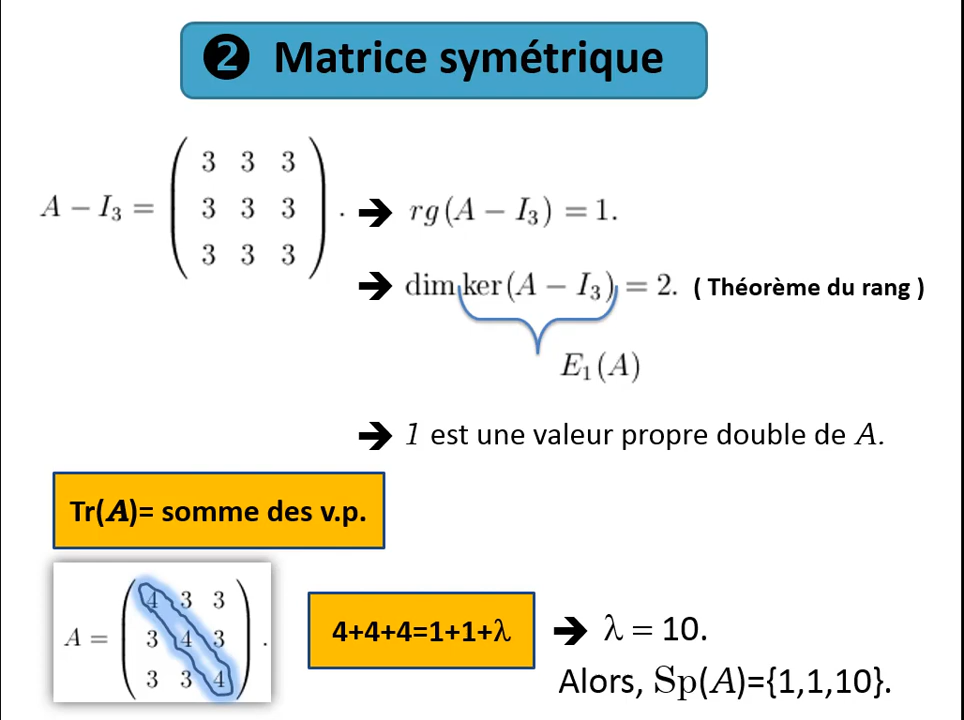 ❷ Matrice symétrique
A − I₃ = ( 3 3 3
3 3 3
3 3 3 ) . ➔ rg(A − I₃) = 1.
➔ dim ker(A − I₃) = 2. ( Théorème du rang )
E₁(A)
➔ 1 est une valeur propre double de A.
Tr(A)= somme des v.p.
A = ( 4 3 3
3 4 3
3 3 4 ) .
4+4+4=1+1+λ ➔ λ = 10.
Alors, Sp(A)={1,1,10}.